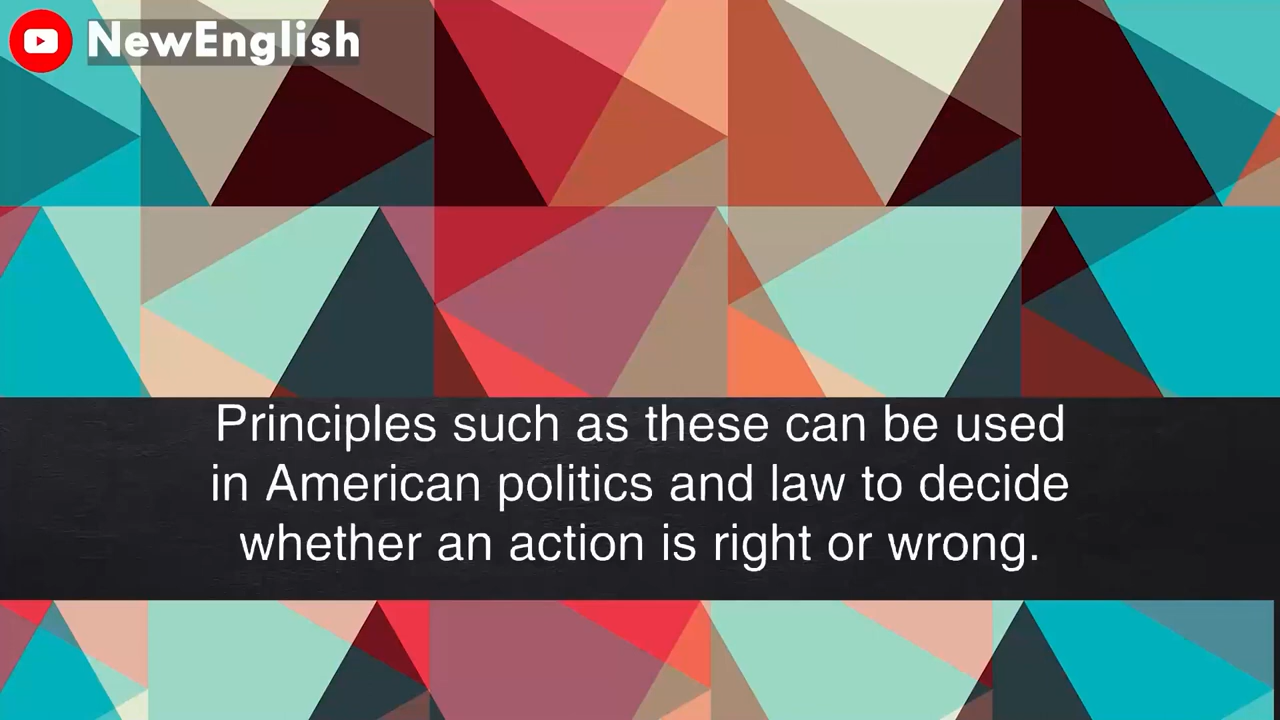 NewEnglish
Principles such as these can be used
in American politics and law to decide
whether an action is right or wrong.